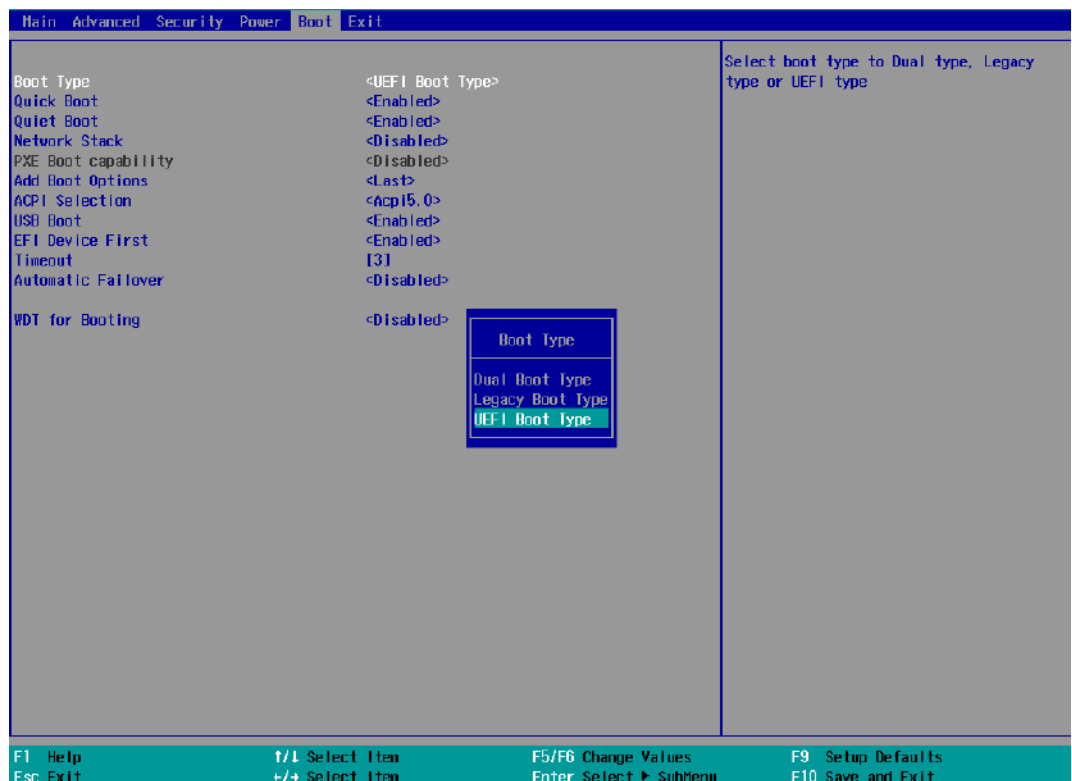 Main Advanced Security Power Boot Exit
Boot Type <UEFI Boot Type>
Quick Boot <Enabled>
Quiet Boot <Enabled>
Network Stack <Disabled>
PXE Boot capability <Disabled>
Add Boot Options <Last>
ACPI Selection <Acpi5.0>
USB Boot <Enabled>
EFI Device First <Enabled>
Timeout [3]
Automatic Failover <Disabled>
WDT for Booting <Disabled>
Boot Type
Dual Boot Type
Legacy Boot Type
UEFI Boot Type
Select boot type to Dual type, Legacy
type or UEFI type
F1 Help ↑/↓ Select Item F5/F6 Change Values F9 Setup Defaults
Esc Exit ←/→ Select Item Enter Select ▶ SubMenu F10 Save and Exit